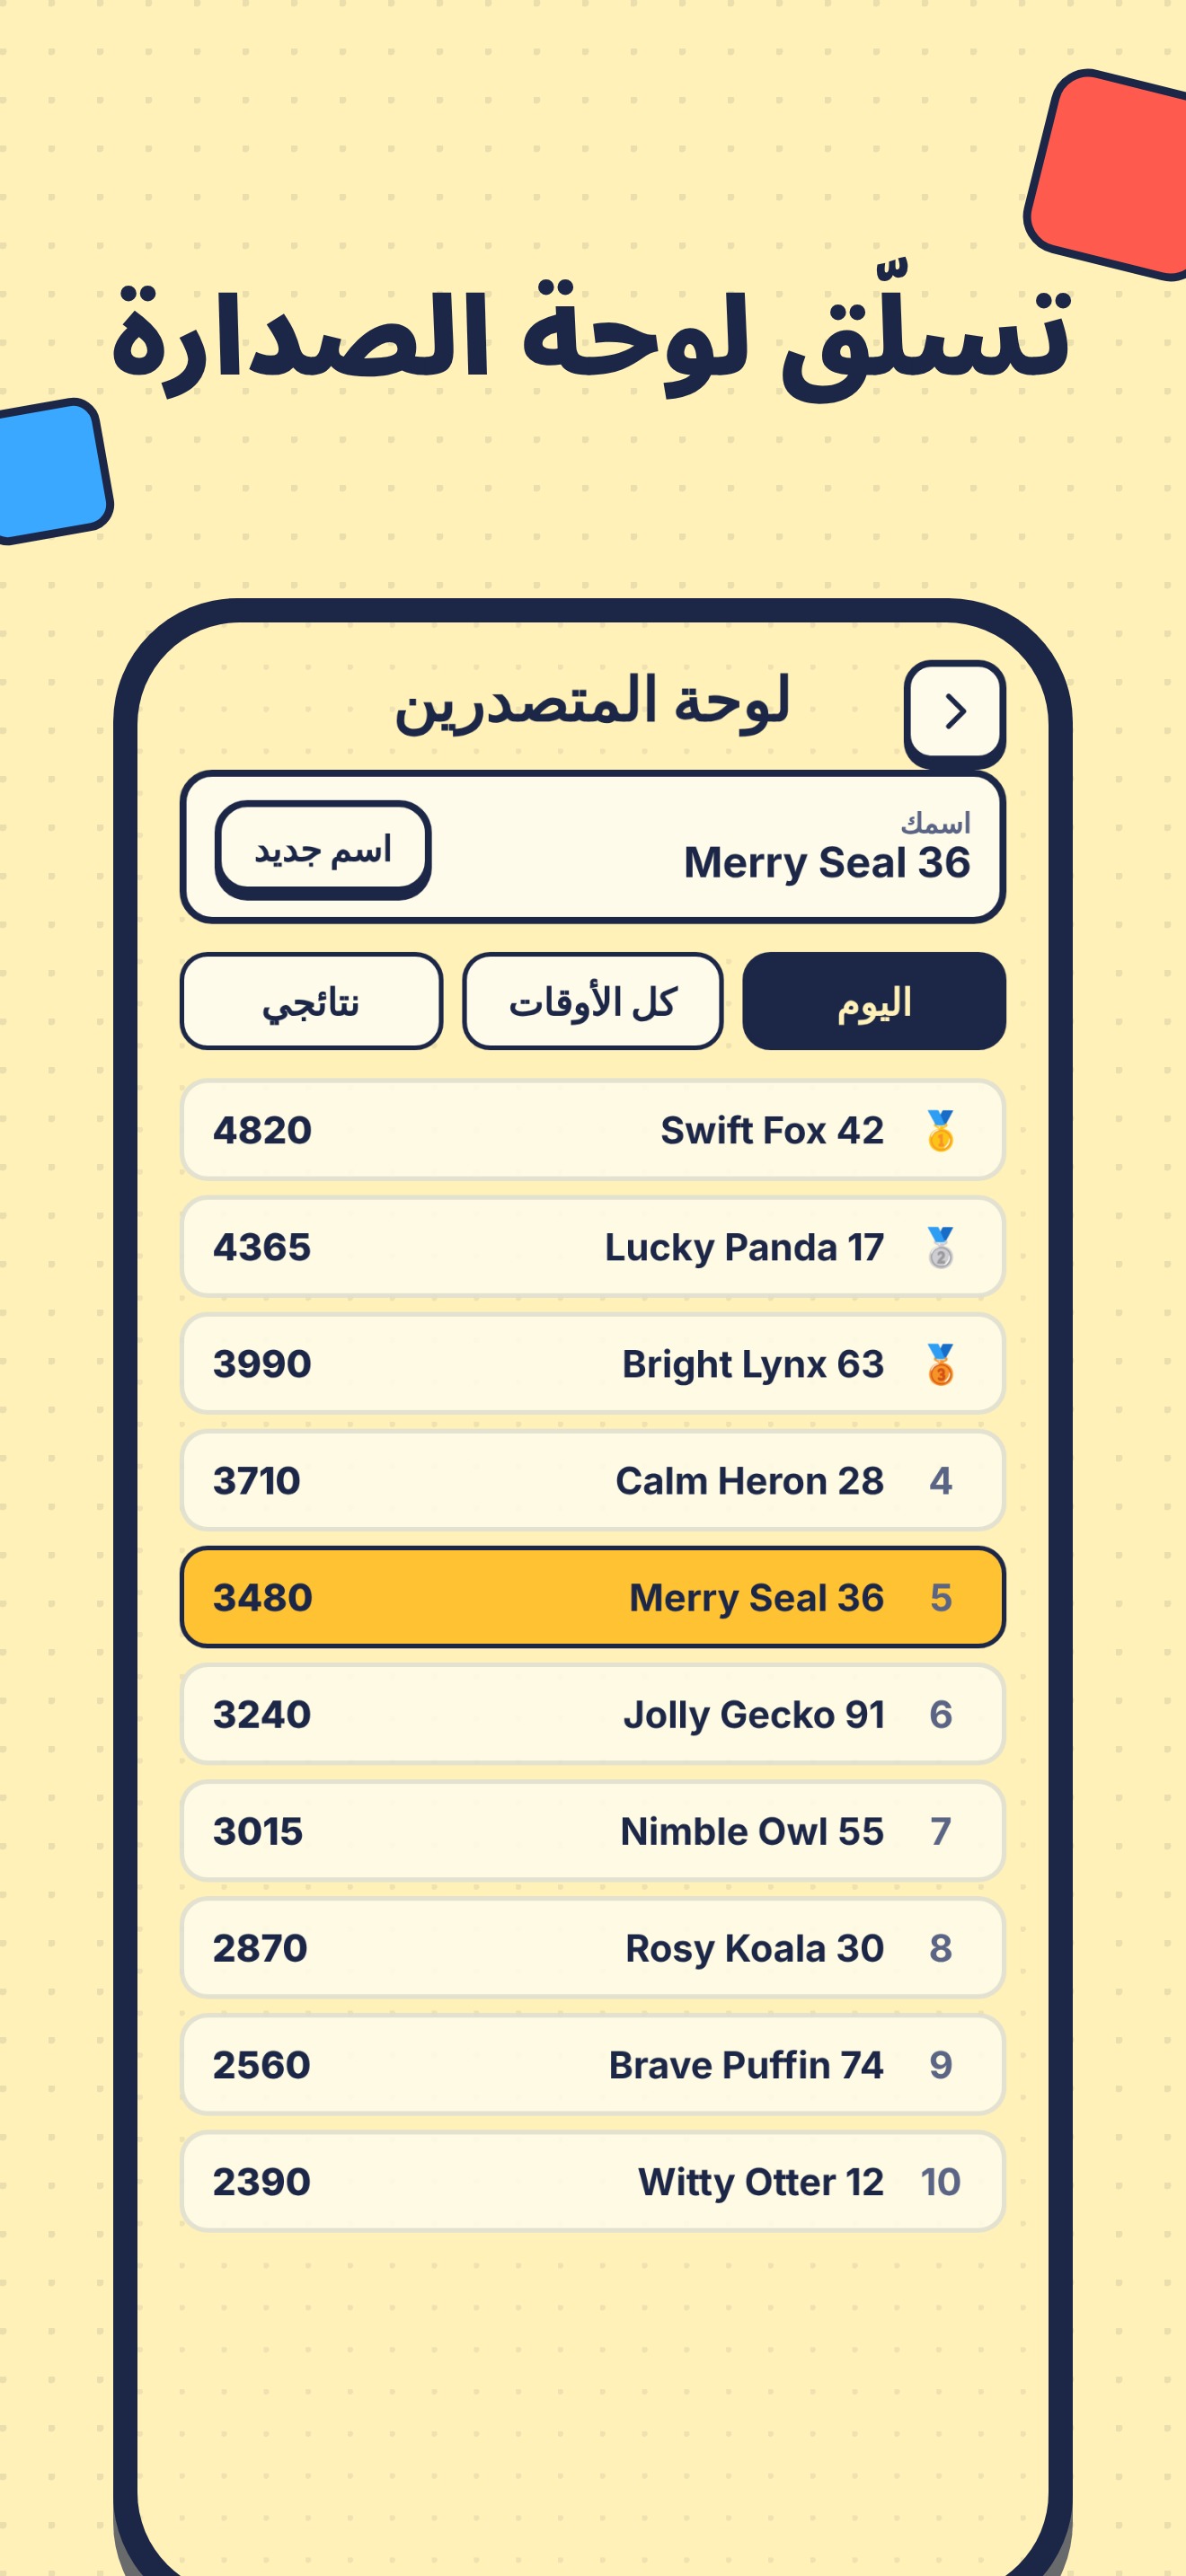 تسلّق لوحة الصدارة
لوحة المتصدرين
اسمك
Merry Seal 36
اسم جديد
اليوم
كل الأوقات
نتائجي
🥇 Swift Fox 42 4820
🥈 Lucky Panda 17 4365
🥉 Bright Lynx 63 3990
4 Calm Heron 28 3710
5 Merry Seal 36 3480
6 Jolly Gecko 91 3240
7 Nimble Owl 55 3015
8 Rosy Koala 30 2870
9 Brave Puffin 74 2560
10 Witty Otter 12 2390